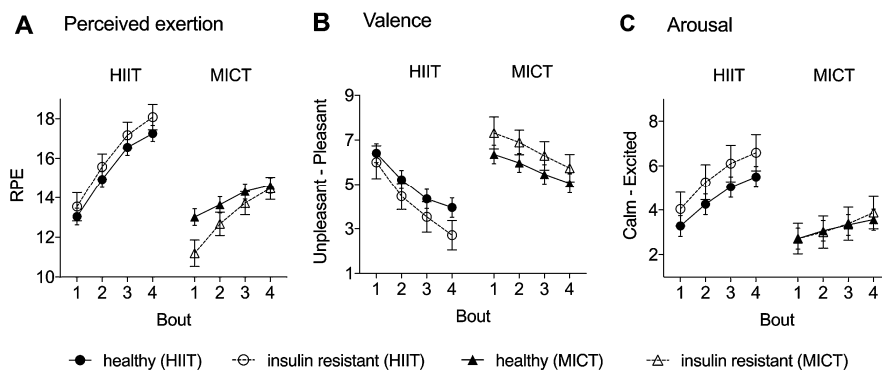 A Perceived exertion
B Valence
C Arousal
HIIT MICT
HIIT MICT
HIIT MICT
RPE
18
16
14
12
10
1 2 3 4 1 2 3 4
Bout
Unpleasant - Pleasant
9
7
5
3
1
1 2 3 4 1 2 3 4
Bout
Calm - Excited
8
6
4
2
1 2 3 4 1 2 3 4
Bout
healthy (HIIT) insulin resistant (HIIT) healthy (MICT) insulin resistant (MICT)